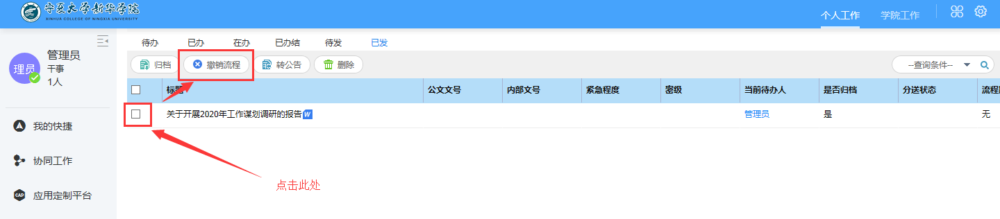 宁夏大学新华学院
XINHUA COLLEGE OF NINGXIA UNIVERSITY
个人工作 学院工作
理员
管理员
干事
1人
我的快捷
协同工作
CAP 应用定制平台
待办 已办 在办 已办结 待发 已发
归档 撤销流程 转公告 删除 --查询条件--
标题 公文文号 内部文号 紧急程度 密级 当前待办人 是否归档 分送状态
关于开展2020年工作谋划调研的报告 W 管理员 是 无
点击此处